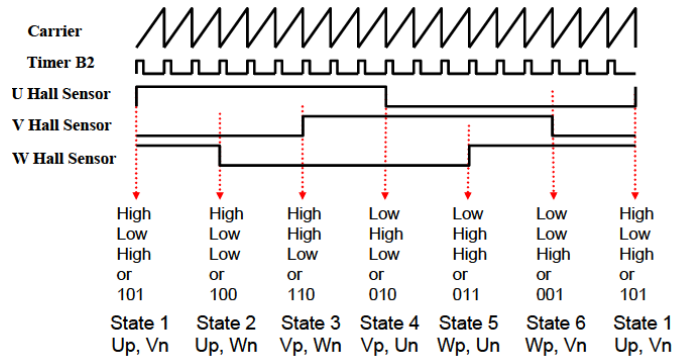 Carrier
Timer B2
U Hall Sensor
V Hall Sensor
W Hall Sensor
High High High Low Low Low High
Low Low High High High Low Low
High Low Low Low High High High
or or or or or or or
101 100 110 010 011 001 101
State 1 State 2 State 3 State 4 State 5 State 6 State 1
Up, Vn Up, Wn Vp, Wn Vp, Un Wp, Un Wp, Vn Up, Vn